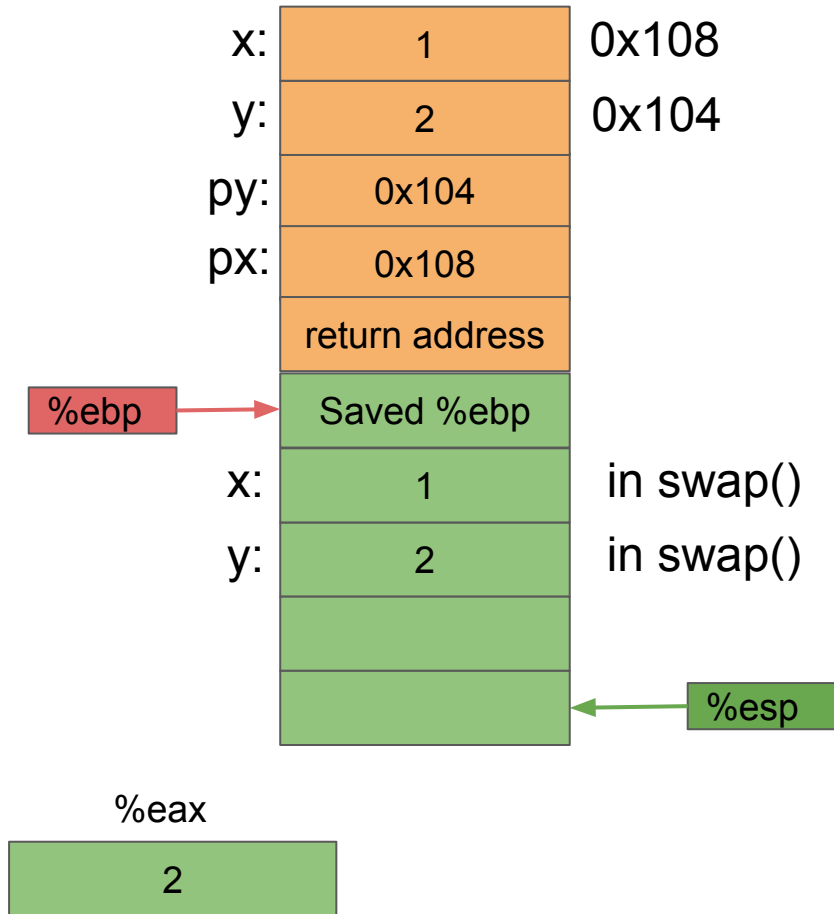 x: 1 0x108
y: 2 0x104
py: 0x104
px: 0x108
return address
%ebp Saved %ebp
x: 1 in swap()
y: 2 in swap()
%esp
%eax
2